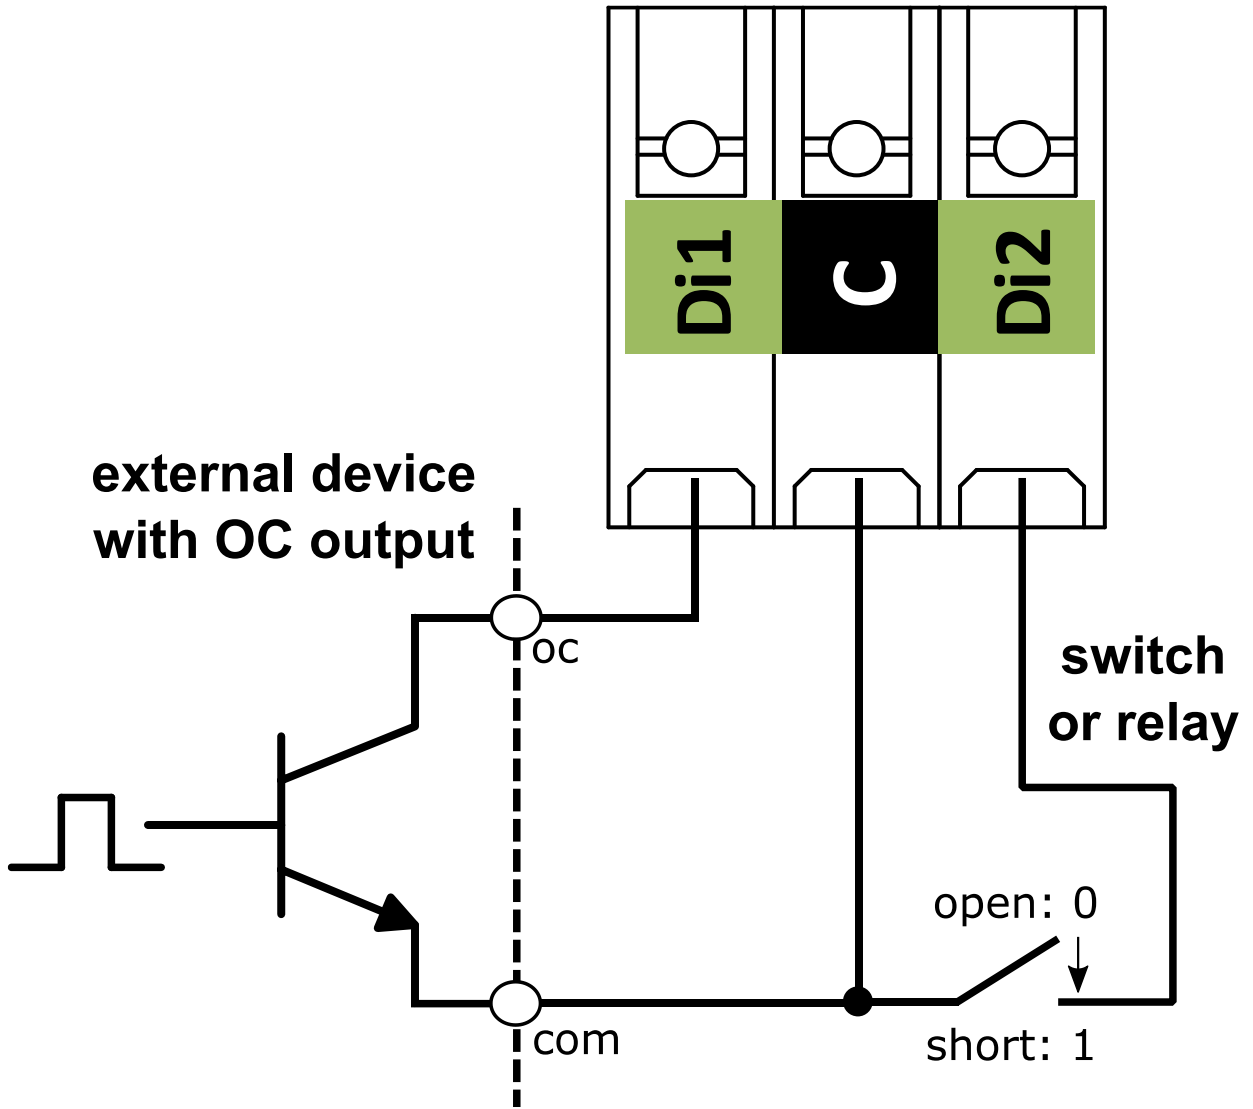 Di1
C
Di2
external device
with OC output
oc
switch
or relay
open: 0
com
short: 1